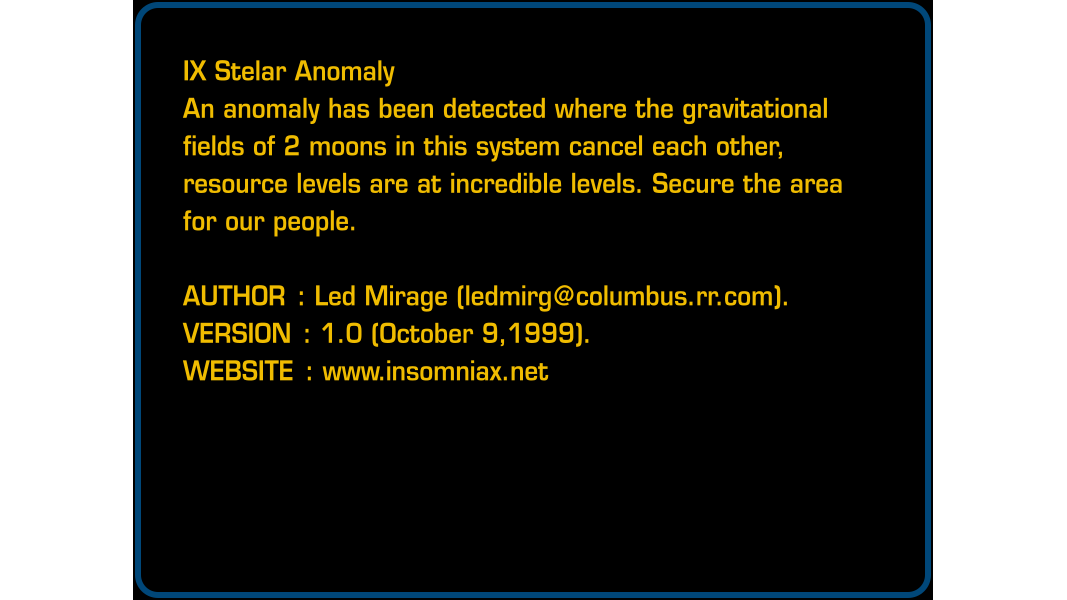 IX Stelar Anomaly
An anomaly has been detected where the gravitational
fields of 2 moons in this system cancel each other,
resource levels are at incredible levels. Secure the area
for our people.
AUTHOR : Led Mirage (ledmirg@columbus.rr.com).
VERSION : 1.0 (October 9,1999).
WEBSITE : www.insomniax.net